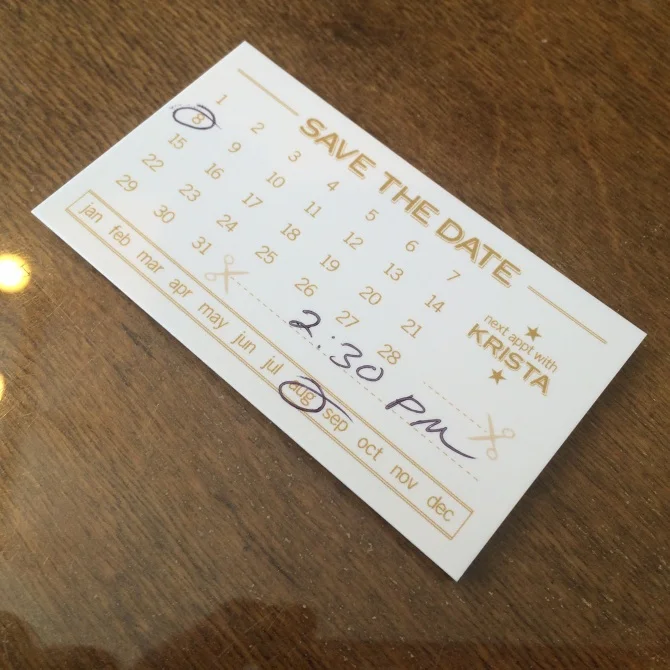 SAVE THE DATE
1 2 3 4 5 6 7
8 9 10 11 12 13 14
15 16 17 18 19 20 21
22 23 24 25 26 27 28
29 30 31
next appt with
KRISTA
2:30 PM
jan feb mar apr may jun jul aug sep oct nov dec